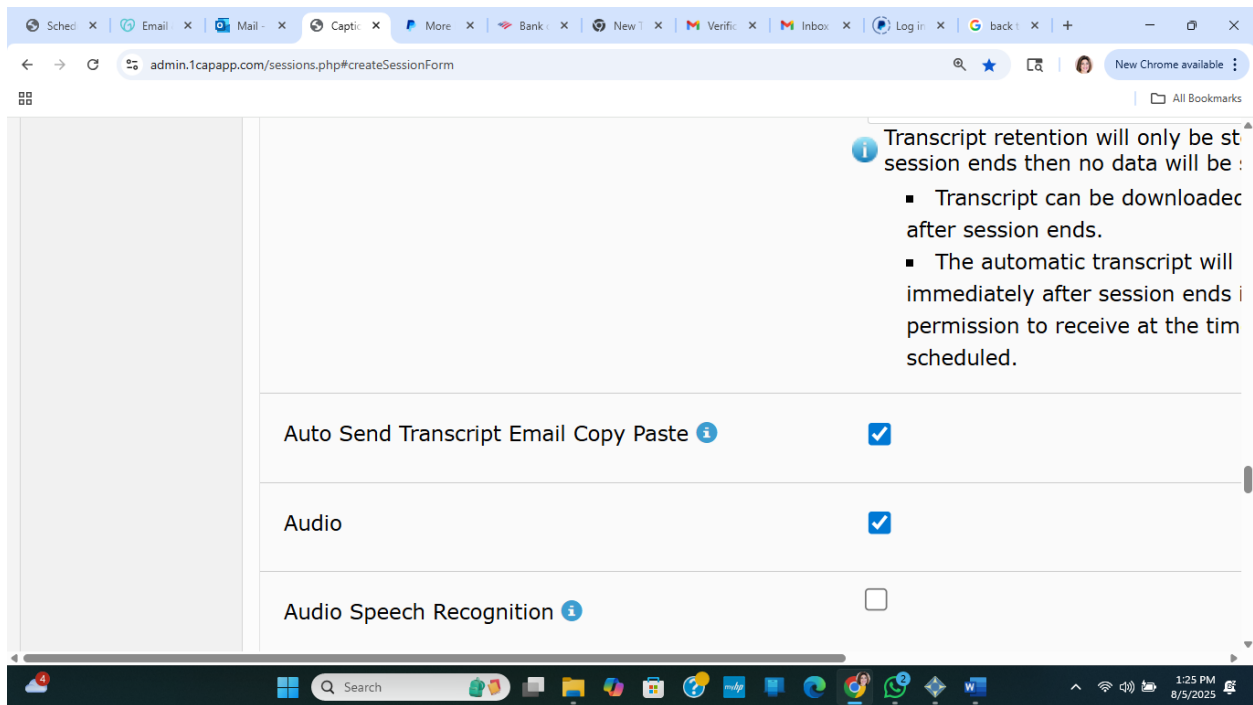 Sched
Email
Mail -
Captic
More
Bank
New T
Verific
Inbox
Log in
back t
admin.1capapp.com/sessions.php#createSessionForm
New Chrome available
All Bookmarks
Transcript retention will only be st
session ends then no data will be
Transcript can be downloaded
after session ends.
The automatic transcript will
immediately after session ends i
permission to receive at the tim
scheduled.
Auto Send Transcript Email Copy Paste
Audio
Audio Speech Recognition
4
Search
myhp
2
1:25 PM
8/5/2025